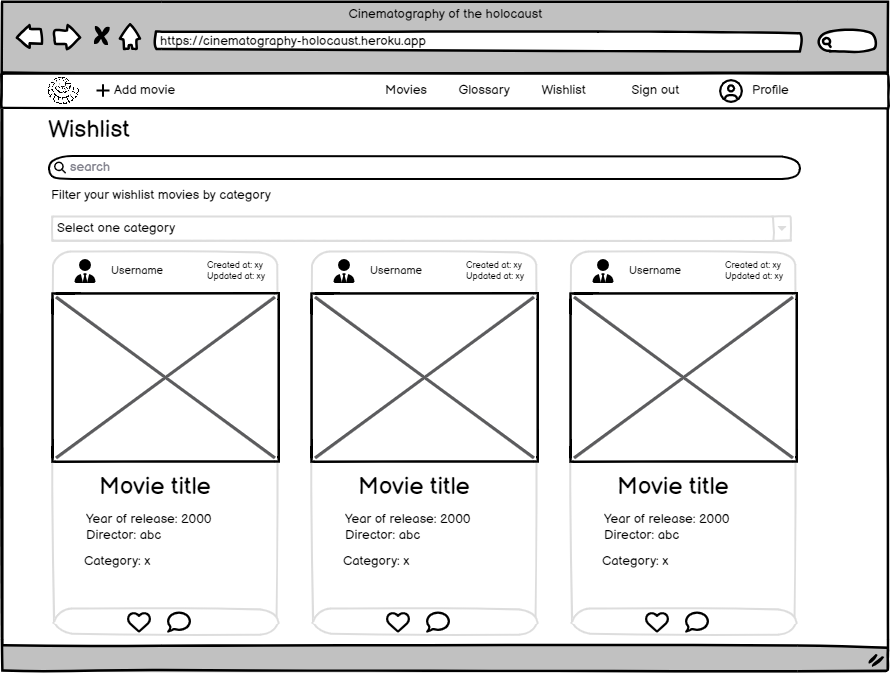 Cinematography of the holocaust
https://cinematography-holocaust.heroku.app
Add movie Movies Glossary Wishlist Sign out Profile
Wishlist
search
Filter your wishlist movies by category
Select one category
Username
Created at: xy
Updated at: xy
Movie title
Year of release: 2000
Director: abc
Category: x
Username
Created at: xy
Updated at: xy
Movie title
Year of release: 2000
Director: abc
Category: x
Username
Created at: xy
Updated at: xy
Movie title
Year of release: 2000
Director: abc
Category: x